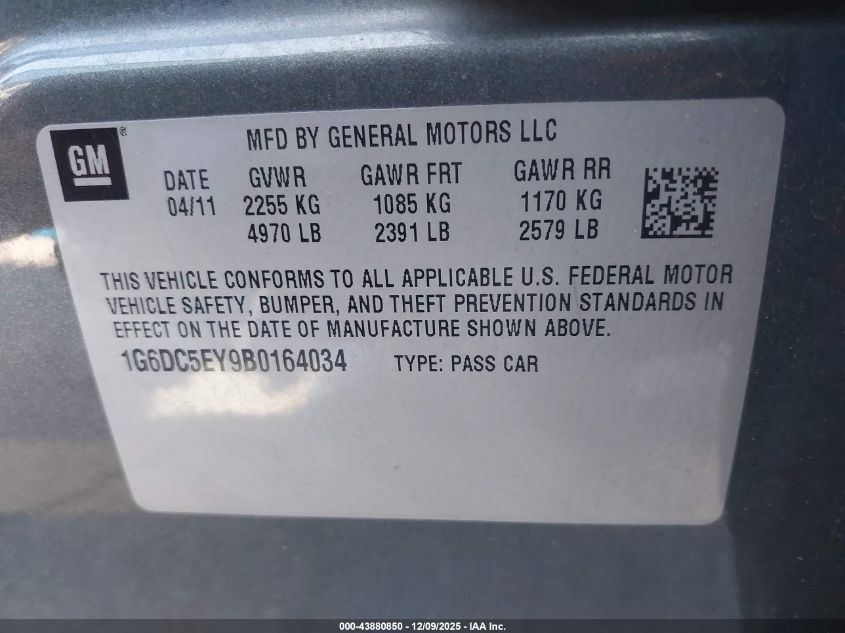 GM®
MFD BY GENERAL MOTORS LLC
DATE GVWR GAWR FRT GAWR RR
04/11 2255 KG 1085 KG 1170 KG
4970 LB 2391 LB 2579 LB
THIS VEHICLE CONFORMS TO ALL APPLICABLE U.S. FEDERAL MOTOR
VEHICLE SAFETY, BUMPER, AND THEFT PREVENTION STANDARDS IN
EFFECT ON THE DATE OF MANUFACTURE SHOWN ABOVE.
1G6DC5EY9B0164034 TYPE: PASS CAR
000-43880850 - 12/09/2025 - IAA Inc.